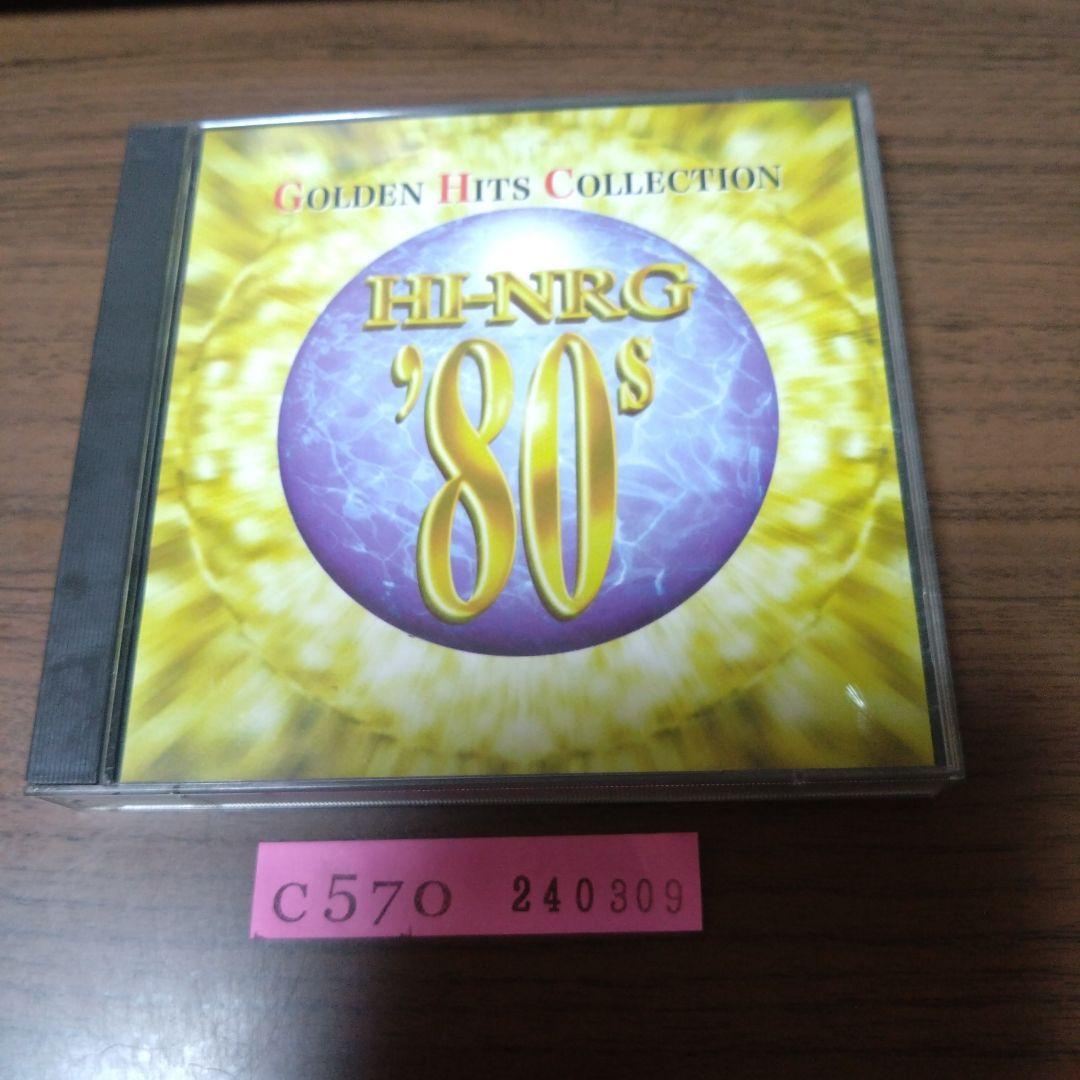 GOLDEN HITS COLLECTION
HI-NRG
'80s
C570 240309